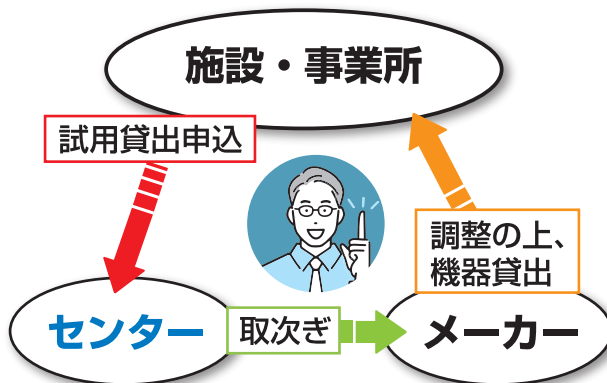 施設・事業所
試用貸出申込
調整の上、
機器貸出
センター
取次ぎ
メーカー